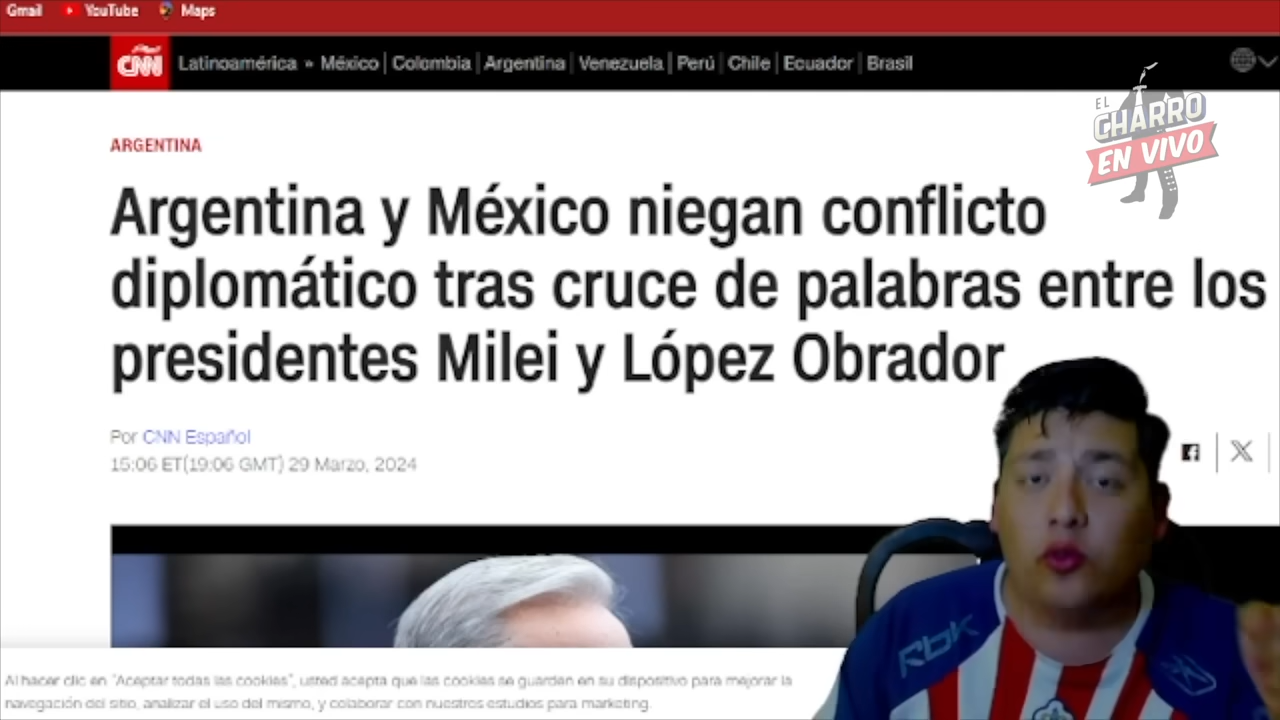 Gmail YouTube Maps
CNN Latinoamérica » México | Colombia | Argentina | Venezuela | Perú | Chile | Ecuador | Brasil
EL
CHARRO
EN VIVO
ARGENTINA
Argentina y México niegan conflicto
diplomático tras cruce de palabras entre los
presidentes Milei y López Obrador
Por CNN Español
15:06 ET(19:06 GMT) 29 Marzo, 2024
Rbk
Al hacer clic en "Aceptar todas las cookies", usted acepta que las cookies se guarden en su dispositivo para mejorar la
navegación del sitio, analizar el uso del mismo, y colaborar con nuestros estudios para marketing.